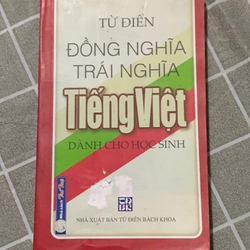 TỪ ĐIỂN
ĐỒNG NGHĨA
TRÁI NGHĨA
Tiếng Việt
DÀNH CHO HỌC SINH
NHÀ XUẤT BẢN TỪ ĐIỂN BÁCH KHOA